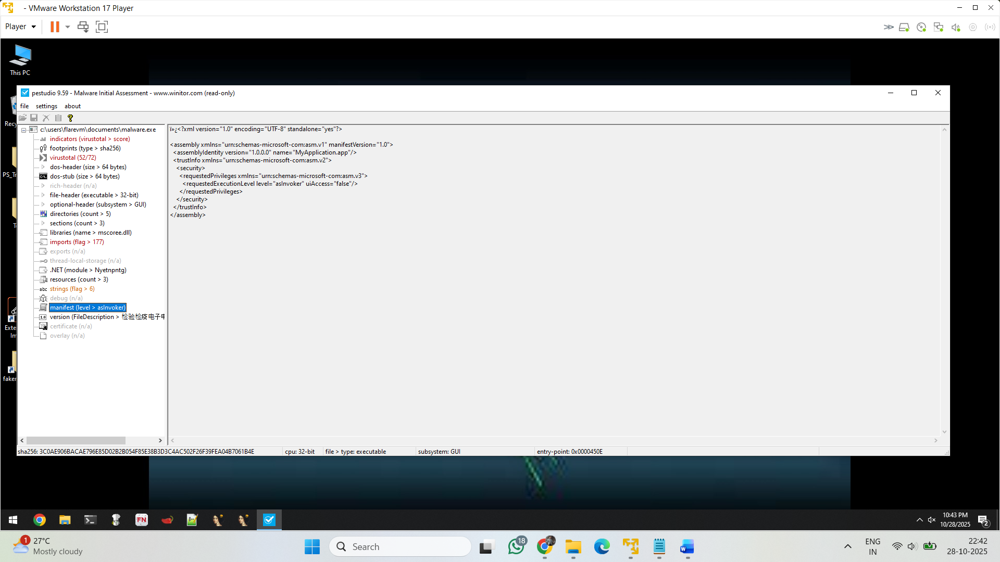 - VMware Workstation 17 Player
Player
This PC
pestudio 9.59 - Malware Initial Assessment - www.winitor.com (read-only)
file settings about
Recy
PS_Tr
T
Exte
Im
faker
c:\users\flarevm\documents\malware.exe
indicators (virustotal > score)
footprints (type > sha256)
virustotal (52/72)
dos-header (size > 64 bytes)
dos-stub (size > 64 bytes)
rich-header (n/a)
file-header (executable > 32-bit)
optional-header (subsystem > GUI)
directories (count > 5)
sections (count > 3)
libraries (name > mscoree.dll)
imports (flag > 177)
exports (n/a)
thread-local-storage (n/a)
.NET (module > Nyetnpntg)
resources (count > 3)
abc strings (flag > 6)
debug (n/a)
manifest (level > asInvoker)
1.0 version (FileDescription > 检验检疫电子申
certificate (n/a)
overlay (n/a)
ï»¿<?xml version="1.0" encoding="UTF-8" standalone="yes"?>
<assembly xmlns="urn:schemas-microsoft-com:asm.v1" manifestVersion="1.0">
<assemblyIdentity version="1.0.0.0" name="MyApplication.app"/>
<trustInfo xmlns="urn:schemas-microsoft-com:asm.v2">
<security>
<requestedPrivileges xmlns="urn:schemas-microsoft-com:asm.v3">
<requestedExecutionLevel level="asInvoker" uiAccess="false"/>
</requestedPrivileges>
</security>
</trustInfo>
</assembly>
sha256: 3C0AE906BACAE796E85D02B2B054F85E38B3D3C4AC502F26F39FEA04B7061B4E cpu: 32-bit file > type: executable subsystem: GUI entry-point: 0x0000450E
FN
10:43 PM
10/28/2025
2
1
27°C
Mostly cloudy
Search
18
ENG
IN
22:42
28-10-2025